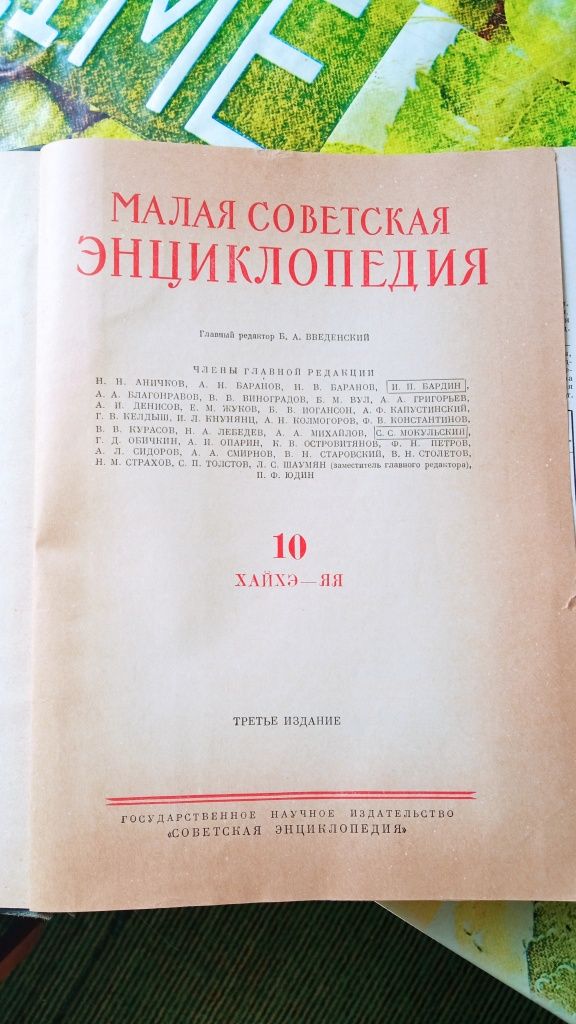 IME
МАЛАЯ СОВЕТСКАЯ
ЭНЦИКЛОПЕДИЯ
Главный редактор Б. А. ВВЕДЕНСКИЙ
ЧЛЕНЫ ГЛАВНОЙ РЕДАКЦИИ
Н. Н. АНИЧКОВ, А. Н. БАРАНОВ, Н. В. БАРАНОВ, И. П. БАРДИН,
А. А. БЛАГОНРАВОВ, В. В. ВИНОГРАДОВ, Б. М. ВУЛ, А. А. ГРИГОРЬЕВ,
А. И. ДЕНИСОВ, Е. М. ЖУКОВ, Б. В. ИОГАНСОН, А. Ф. КАПУСТИНСКИЙ,
Г. В. КЕЛДЫШ, И. Л. КНУНЯНЦ, А. Н. КОЛМОГОРОВ, Ф. В. КОНСТАНТИНОВ,
В. В. КУРАСОВ, Н. А. ЛЕБЕДЕВ, А. А. МИХАЙЛОВ, С. С. МОКУЛЬСКИЙ,
Г. Д. ОБИЧКИН, А. И. ОПАРИН, К. В. ОСТРОВИТЯНОВ, Ф. Н. ПЕТРОВ,
А. Л. СИДОРОВ, А. А. СМИРНОВ, В. Н. СТАРОВСКИЙ, В. Н. СТОЛЕТОВ,
Н. М. СТРАХОВ, С. П. ТОЛСТОВ, Л. С. ШАУМЯН (заместитель главного редактора),
П. Ф. ЮДИН
10
ХАЙХЭ—ЯЯ
ТРЕТЬЕ ИЗДАНИЕ
ГОСУДАРСТВЕННОЕ НАУЧНОЕ ИЗДАТЕЛЬСТВО
«СОВЕТСКАЯ ЭНЦИКЛОПЕДИЯ»